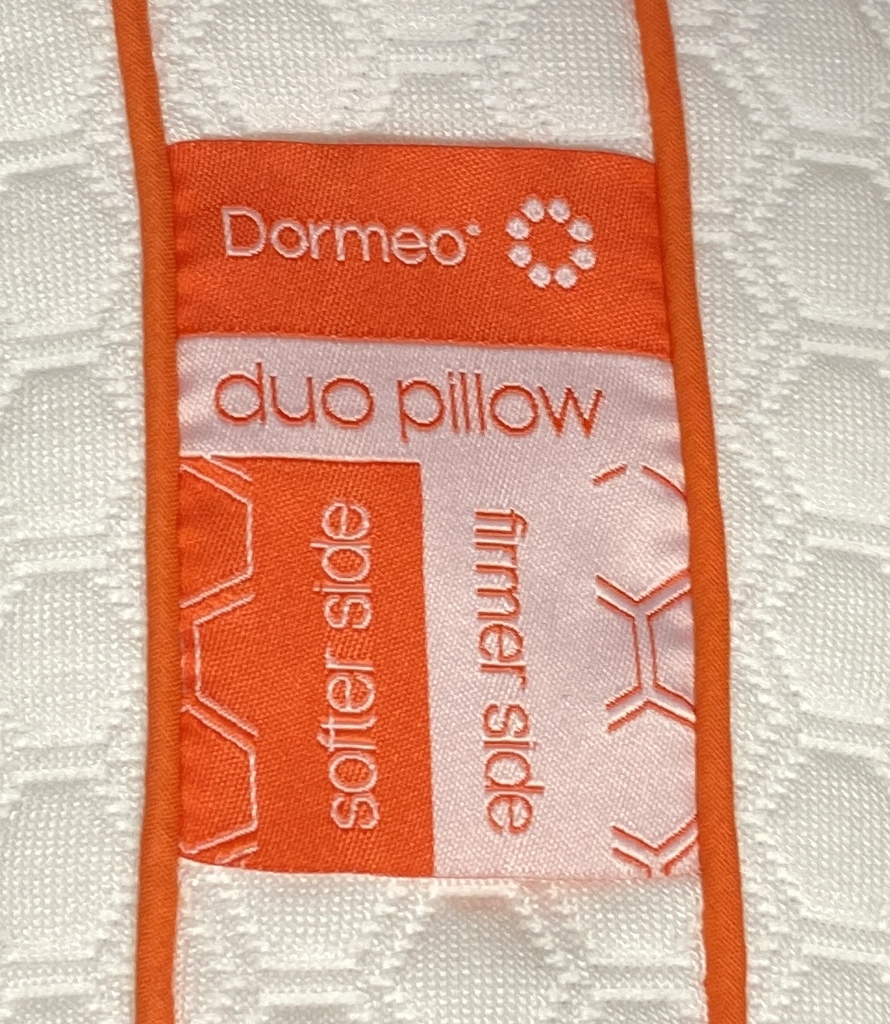 Dormeo®
duo pillow
softer side
firmer side